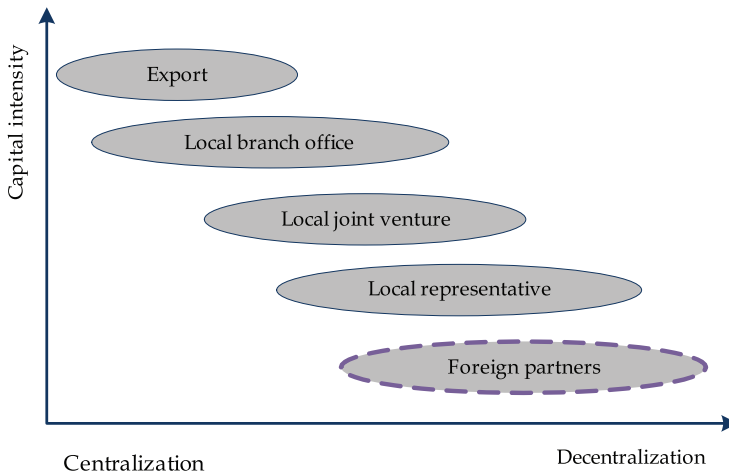 Capital intensity
Export
Local branch office
Local joint venture
Local representative
Foreign partners
Centralization
Decentralization